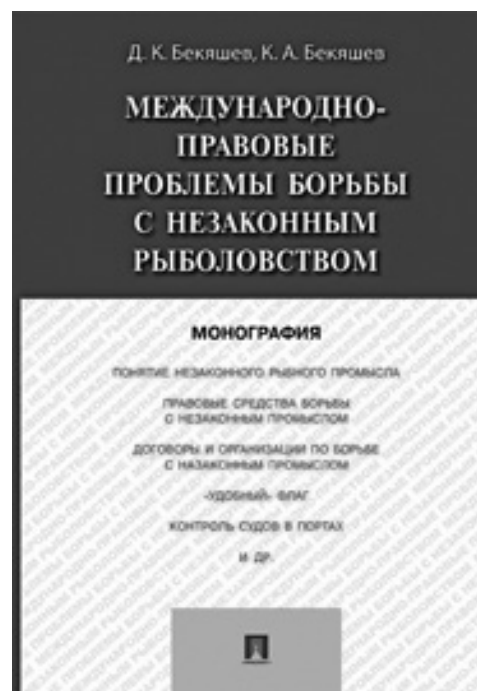 Д. К. Бекяшев, К. А. Бекяшев
МЕЖДУНАРОДНО-
ПРАВОВЫЕ
ПРОБЛЕМЫ БОРЬБЫ
С НЕЗАКОННЫМ
РЫБОЛОВСТВОМ
МОНОГРАФИЯ
ПОНЯТИЕ НЕЗАКОННОГО РЫБНОГО ПРОМЫСЛА
ПРАВОВЫЕ СРЕДСТВА БОРЬБЫ
С НЕЗАКОННЫМ ПРОМЫСЛОМ
ДОГОВОРЫ И ОРГАНИЗАЦИИ ПО БОРЬБЕ
С НАЗАКОННЫМ ПРОМЫСЛОМ
«УДОБНЫЙ» ФЛАГ
КОНТРОЛЬ СУДОВ В ПОРТАХ
И ДР.